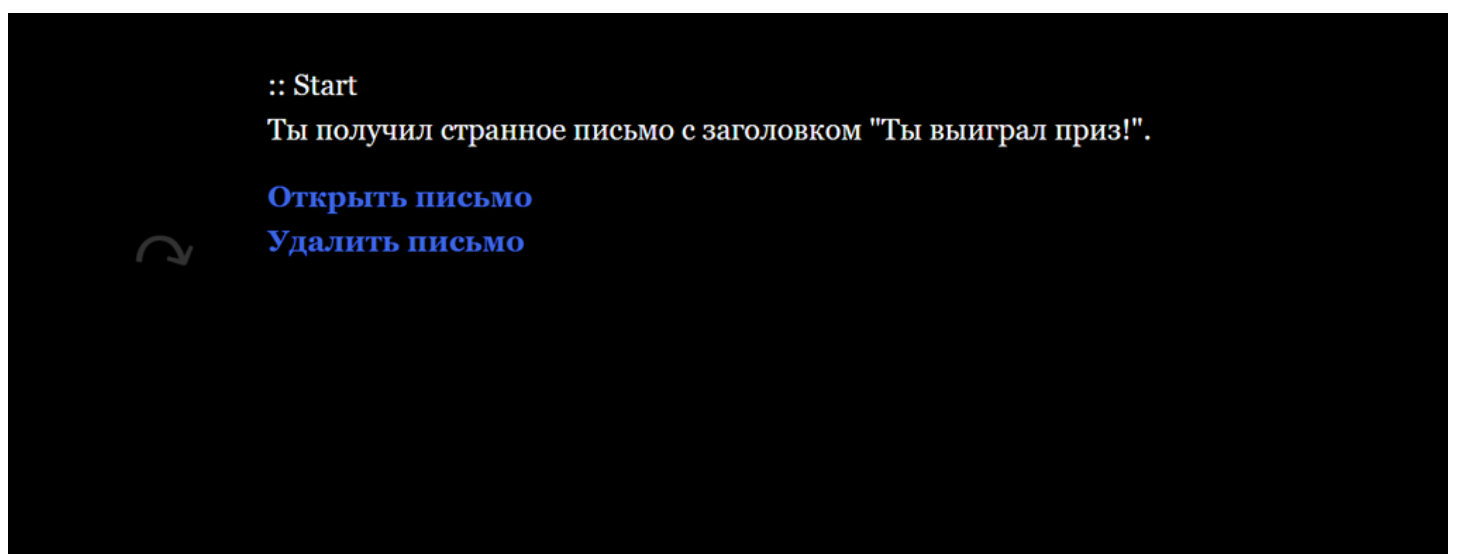 :: Start
Ты получил странное письмо с заголовком "Ты выиграл приз!".
Открыть письмо
Удалить письмо